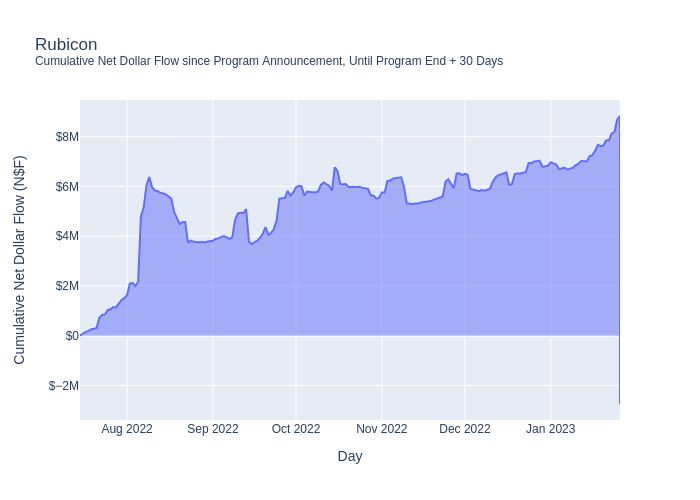 Rubicon
Cumulative Net Dollar Flow since Program Announcement, Until Program End + 30 Days
Cumulative Net Dollar Flow (N$F)
$8M
$6M
$4M
$2M
$0
$−2M
Aug 2022
Sep 2022
Oct 2022
Nov 2022
Dec 2022
Jan 2023
Day